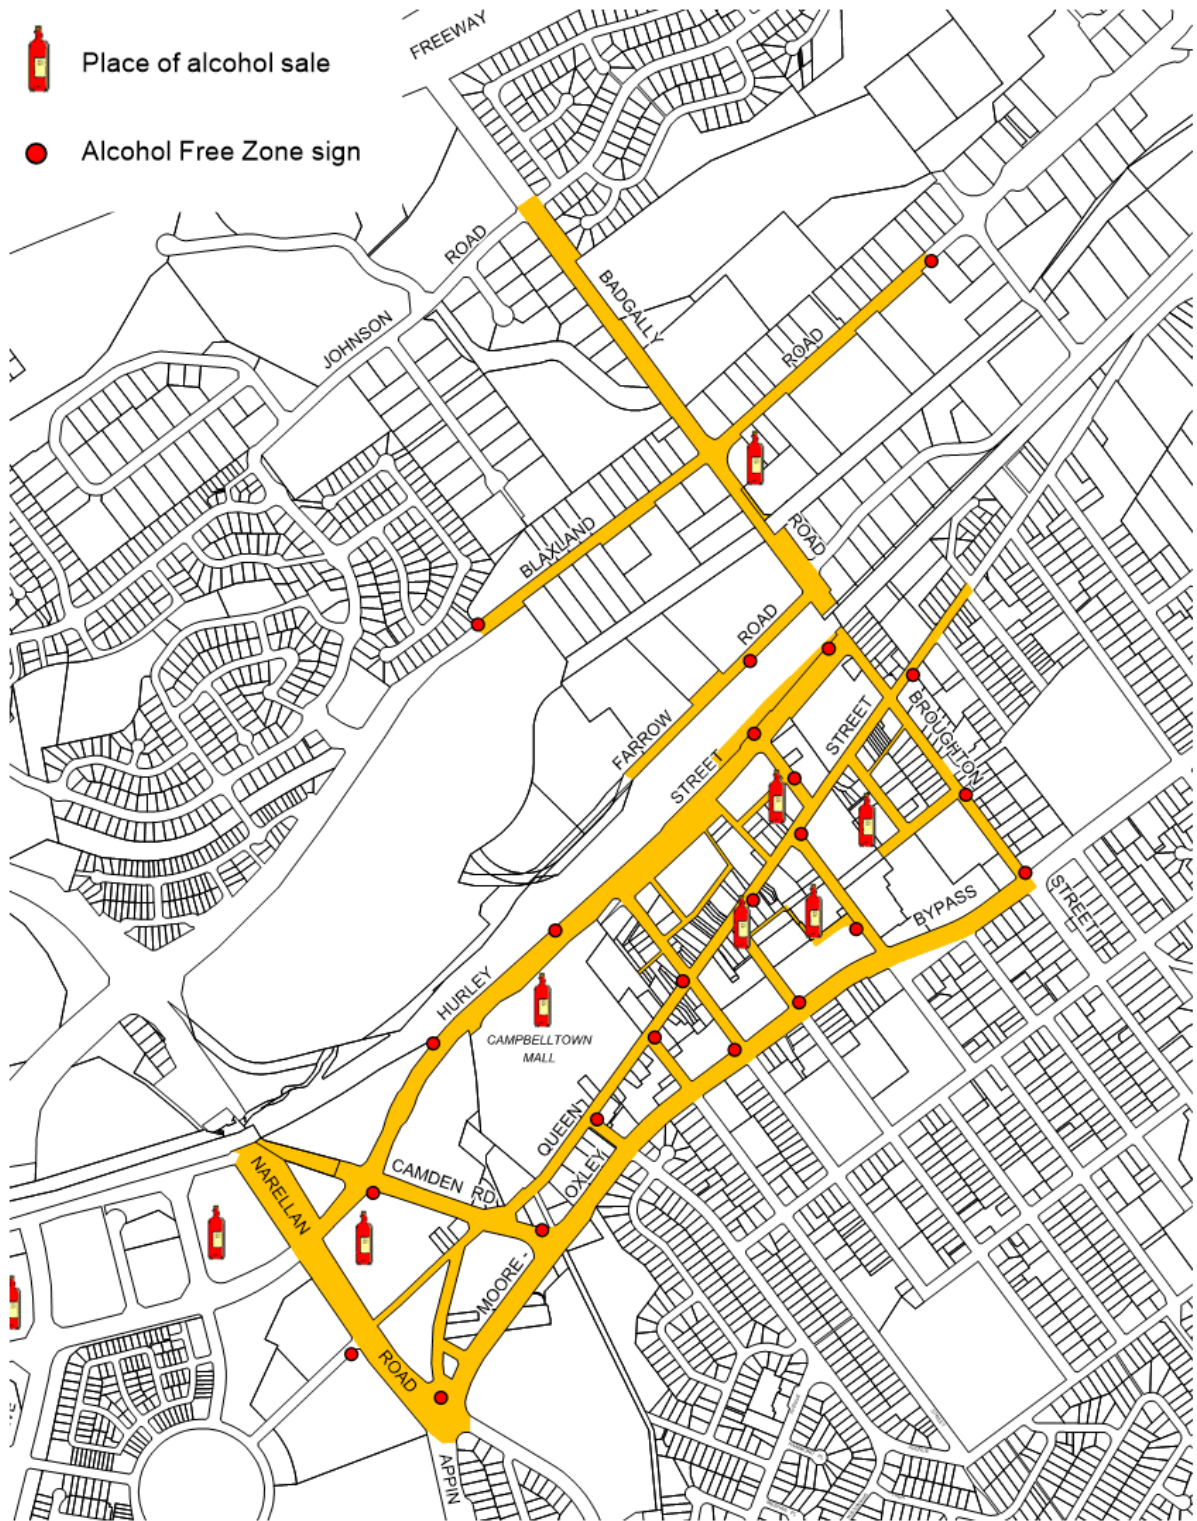 FREEWAY
Place of alcohol sale
Alcohol Free Zone sign
ROAD
JOHNSON
BADGALLY
ROAD
BLAXLAND
ROAD
ROAD
FARROW
STREET
STREET
BROUGHTON
STREET
BYPASS
HURLEY
CAMPBELLTOWN
MALL
QUEEN
OXLEY
CAMDEN RD
NARELLAN
MOORE -
ROAD
APPIN